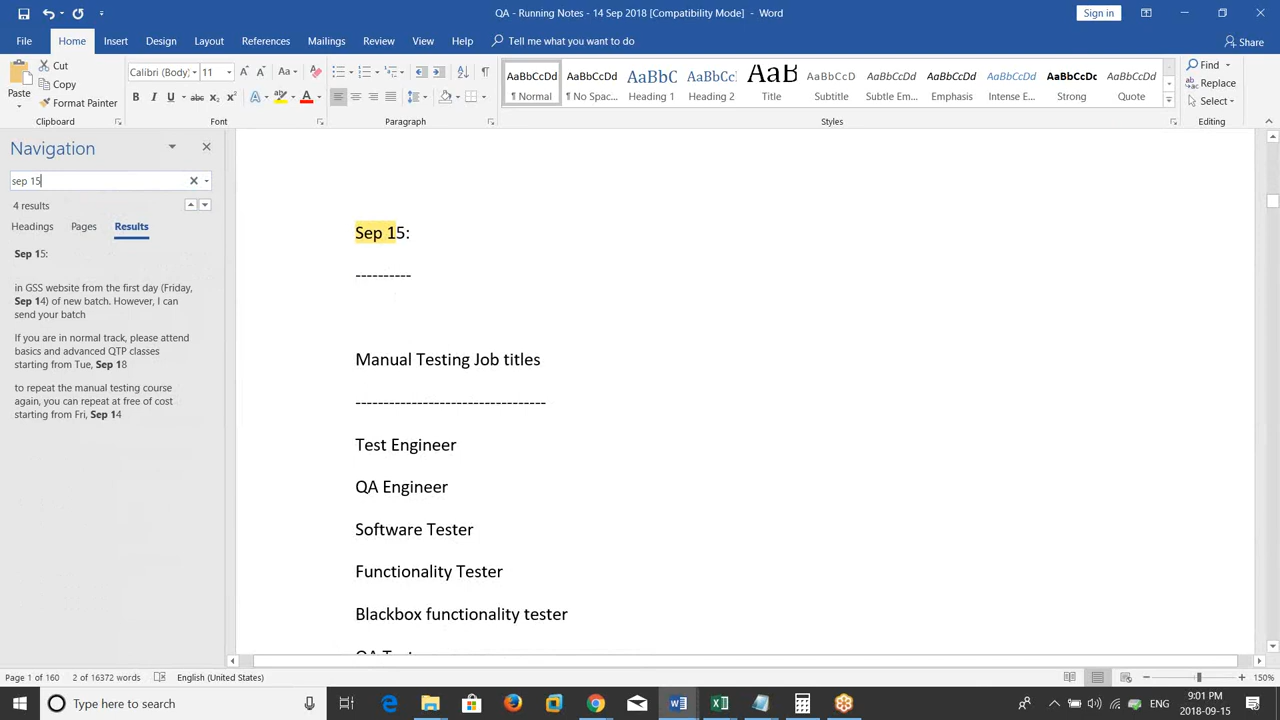 QA - Running Notes - 14 Sep 2018 [Compatibility Mode] - Word
Sign in
File Home Insert Design Layout References Mailings Review View Help Tell me what you want to do Share
Paste
Cut
Copy
Format Painter
Calibri (Body) 11
AaBbCcDd AaBbCcDd AaBbC AaBbCc AaB AaBbCcD AaBbCcDd AaBbCcDd AaBbCcDd AaBbCcDc AaBbCcDd
¶ Normal ¶ No Spac... Heading 1 Heading 2 Title Subtitle Subtle Em... Emphasis Intense E... Strong Quote
Find
Replace
Select
Clipboard Font Paragraph Styles Editing
Navigation
sep 15
4 results
Headings Pages Results
Sep 15:
in GSS website from the first day (Friday,
Sep 14) of new batch. However, I can
send your batch
If you are in normal track, please attend
basics and advanced QTP classes
starting from Tue, Sep 18
to repeat the manual testing course
again, you can repeat at free of cost
starting from Fri, Sep 14
Sep 15:
----------
Manual Testing Job titles
---------------------------------
Test Engineer
QA Engineer
Software Tester
Functionality Tester
Blackbox functionality tester
Page 1 of 160 2 of 16372 words English (United States) 150%
Type here to search
9:01 PM
2018-09-15